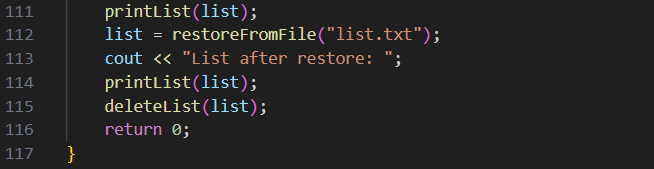 111 printList(list);
112 list = restoreFromFile("list.txt");
113 cout << "List after restore: ";
114 printList(list);
115 deleteList(list);
116 return 0;
117 }